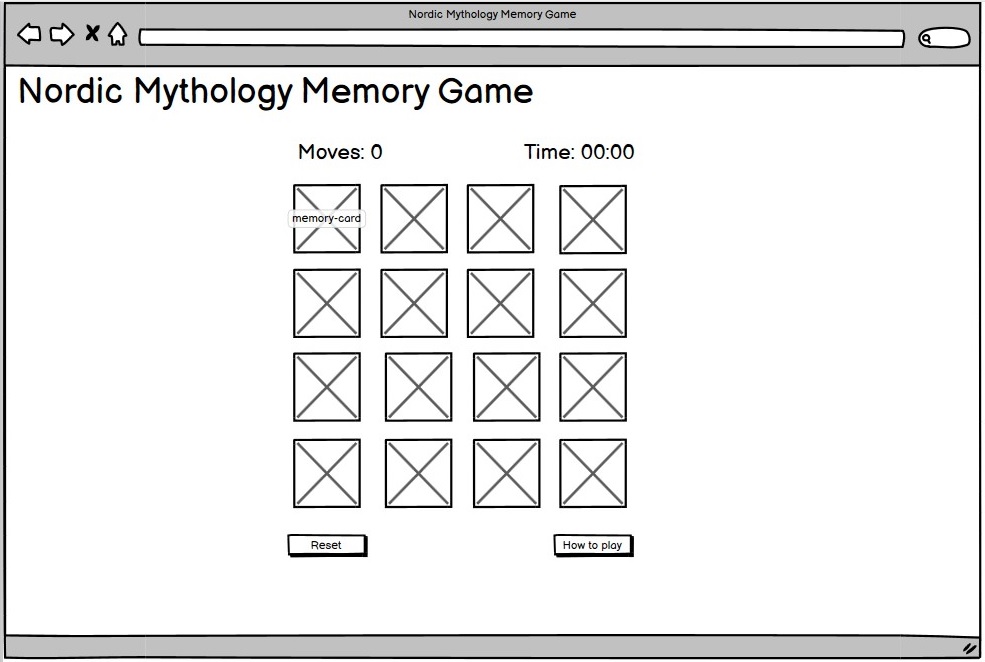 Nordic Mythology Memory Game
Nordic Mythology Memory Game
Moves: 0
Time: 00:00
memory-card
Reset
How to play